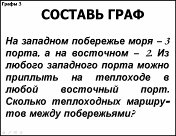 Графы 3
СОСТАВЬ ГРАФ
На западном побережье моря – 3
порта, а на восточном – 2. Из
любого западного порта можно
приплыть на теплоходе в
любой восточный порт.
Сколько теплоходных маршру-
тов между побережьями?